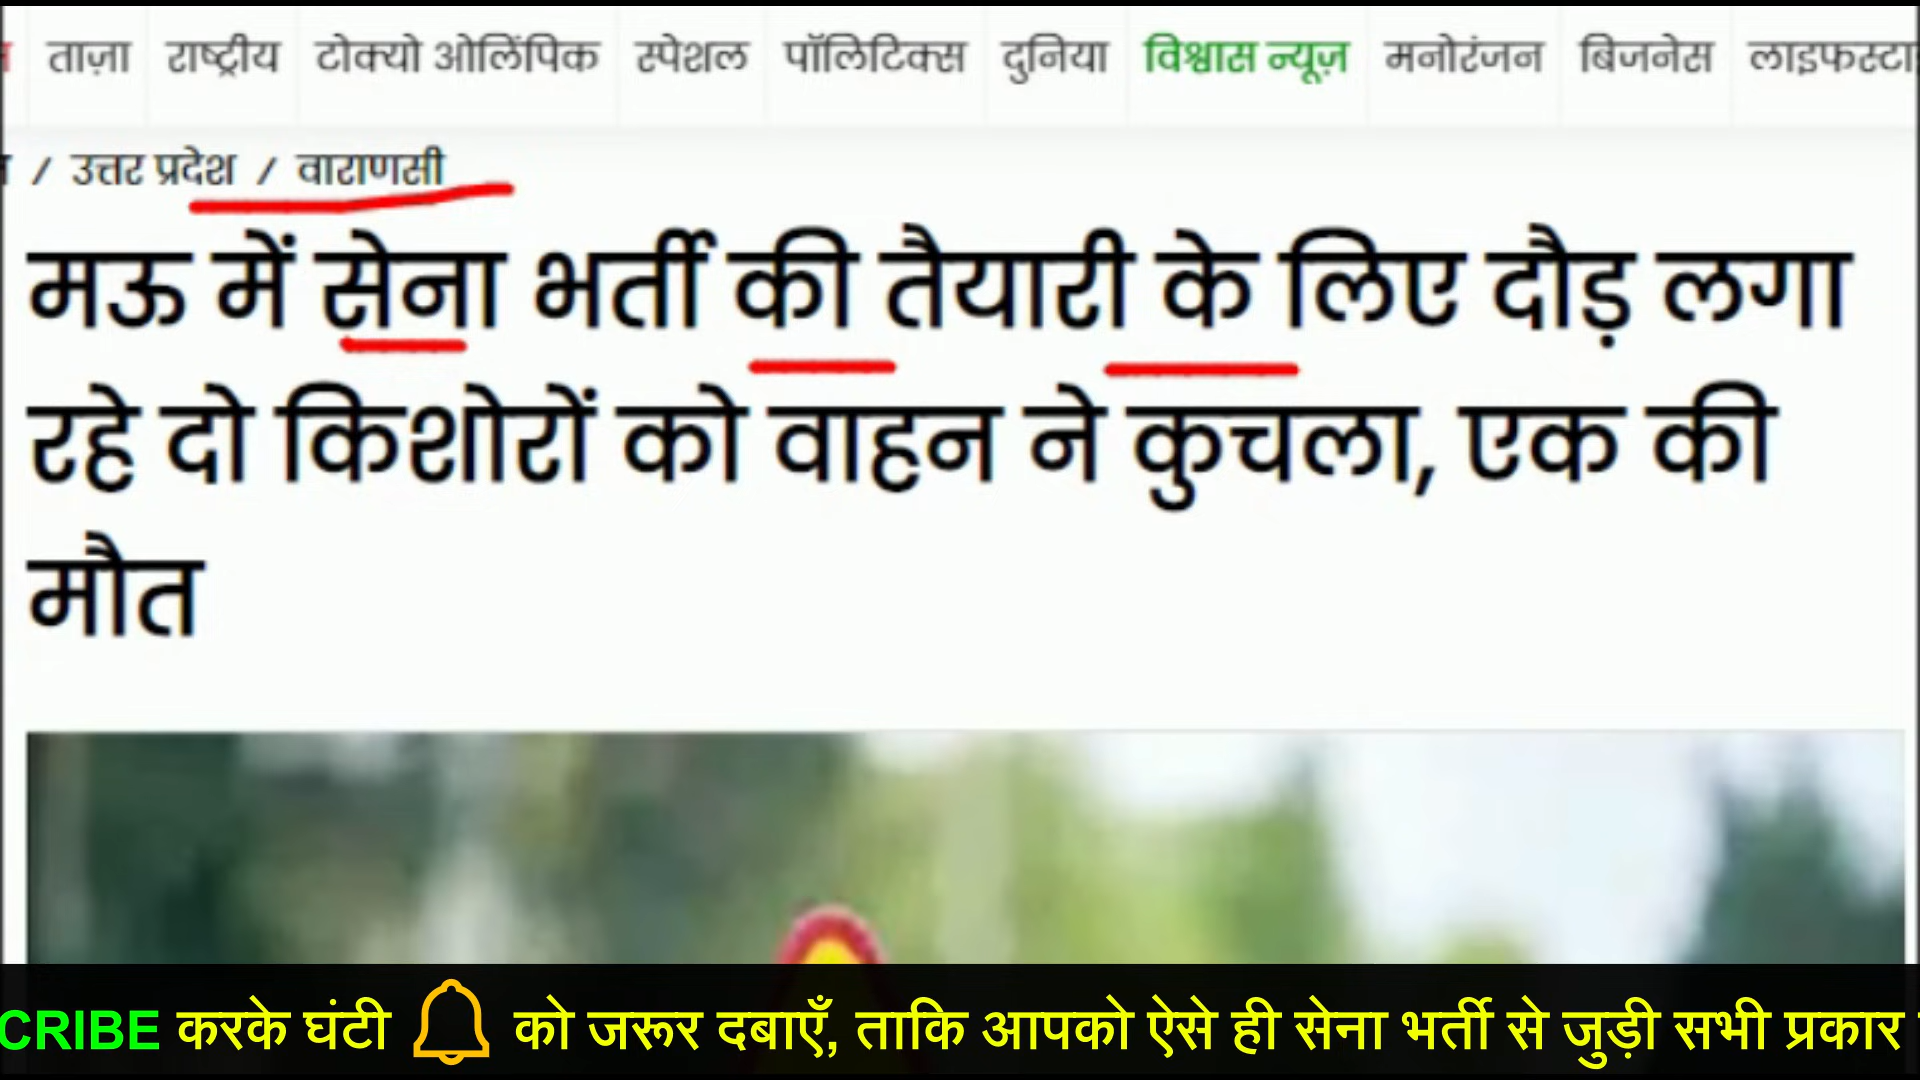 ताज़ा राष्ट्रीय टोक्यो ओलिंपिक स्पेशल पॉलिटिक्स दुनिया विश्वास न्यूज़ मनोरंजन बिजनेस लाइफस्टा
/ उत्तर प्रदेश / वाराणसी
मऊ में सेना भर्ती की तैयारी के लिए दौड़ लगा
रहे दो किशोरों को वाहन ने कुचला, एक की
मौत
CRIBE करके घंटी को जरूर दबाएँ, ताकि आपको ऐसे ही सेना भर्ती से जुड़ी सभी प्रकार